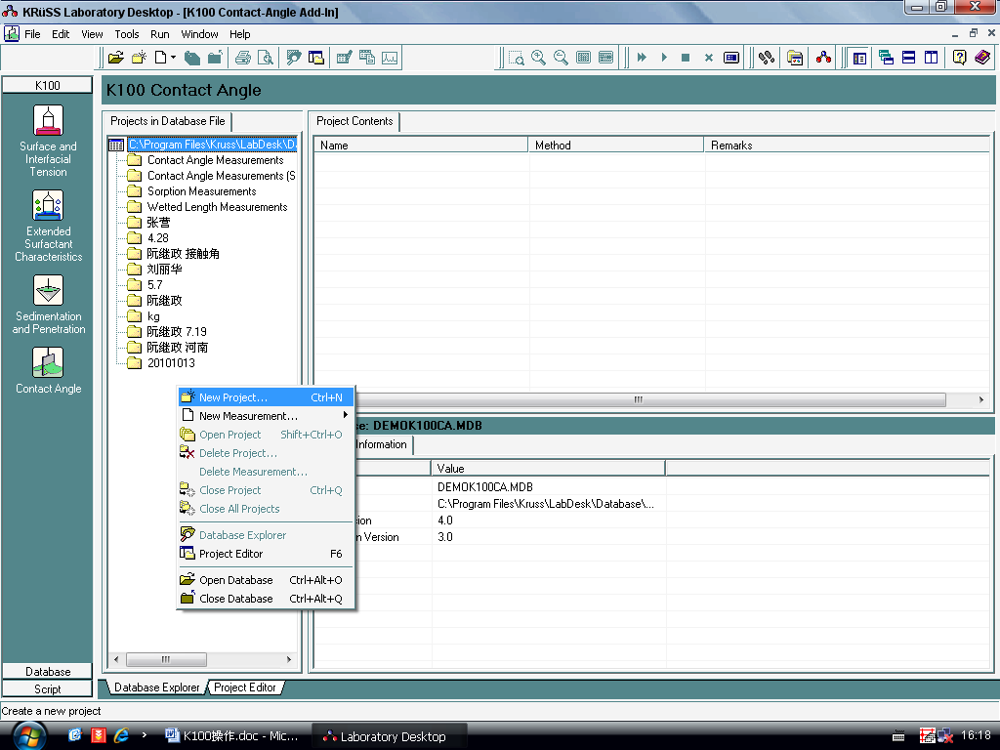 KRüSS Laboratory Desktop - [K100 Contact-Angle Add-In]
File Edit View Tools Run Window Help
K100
K100 Contact Angle
Surface and
Interfacial
Tension
Extended
Surfactant
Characteristics
Sedimentation
and Penetration
Contact Angle
Database
Script
Projects in Database File
C:\Program Files\Kruss\LabDesk\D
Contact Angle Measurements
Contact Angle Measurements (S
Sorption Measurements
Wetted Length Measurements
张营
4.28
阮继政 接触角
刘丽华
5.7
阮继政
kg
阮继政 7.19
阮继政 河南
20101013
Project Contents
Name Method Remarks
New Project... Ctrl+N
New Measurement...
Open Project Shift+Ctrl+O
Delete Project...
Delete Measurement...
Close Project Ctrl+Q
Close All Projects
Database Explorer
Project Editor F6
Open Database Ctrl+Alt+O
Close Database Ctrl+Alt+Q
se: DEMOK100CA.MDB
Information
Value
DEMOK100CA.MDB
C:\Program Files\Kruss\LabDesk\Database\...
ion 4.0
n Version 3.0
Database Explorer Project Editor
Create a new project
K100操作.doc - Mic...
Laboratory Desktop
16:18